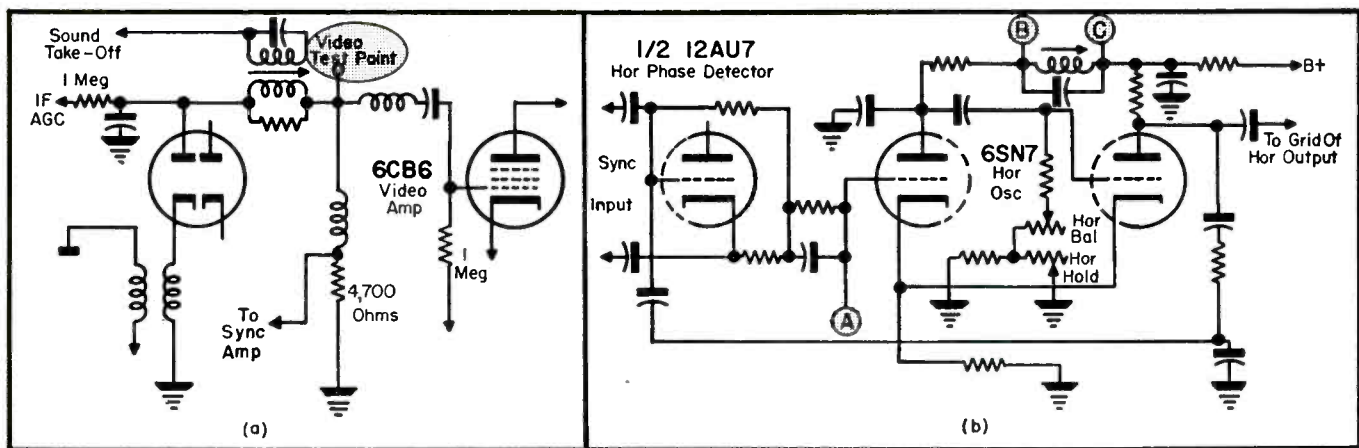 Sound
Take-Off
Video
Test Point
1 Meg
IF
AGC
6CB6
Video
Amp
1
Meg
4,700
Ohms
To
Sync
Amp
(a)
1/2 12AU7
Hor Phase Detector
B
C
B+
To Grid Of
Hor Output
Sync
Input
6SN7
Hor
Osc
Hor
Bal
Hor
Hold
A
(b)